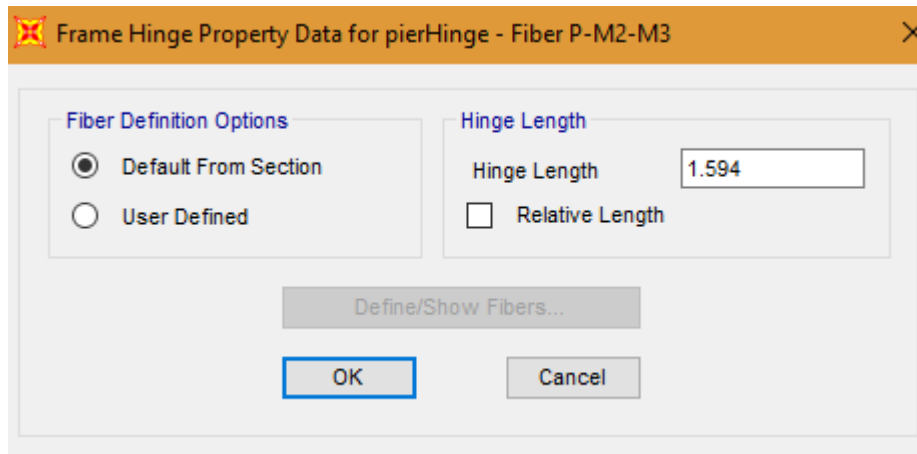 Frame Hinge Property Data for pierHinge - Fiber P-M2-M3
Fiber Definition Options
Default From Section
User Defined
Hinge Length
Hinge Length 1.594
Relative Length
Define/Show Fibers...
OK Cancel